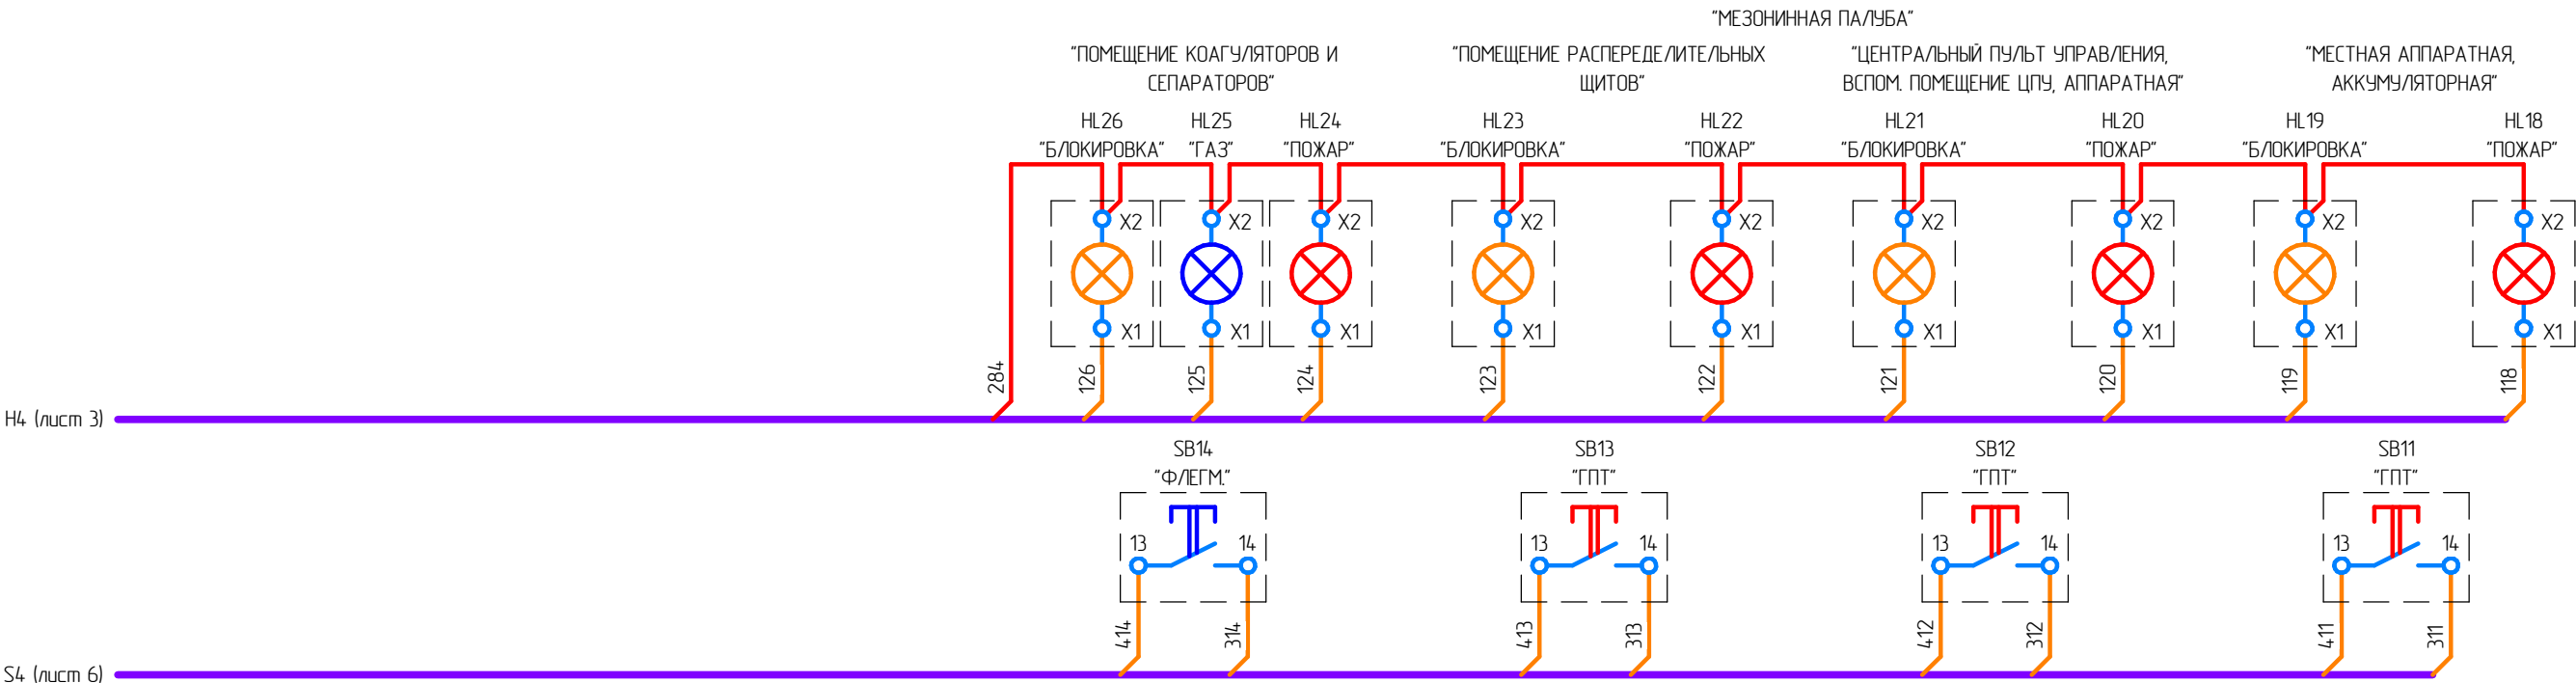 "МЕЗОНИННАЯ ПАЛУБА"
"ПОМЕЩЕНИЕ КОАГУЛЯТОРОВ И
СЕПАРАТОРОВ"
"ПОМЕЩЕНИЕ РАСПЕРЕДЕЛИТЕЛЬНЫХ
ЩИТОВ"
"ЦЕНТРАЛЬНЫЙ ПУЛЬТ УПРАВЛЕНИЯ,
ВСПОМ. ПОМЕЩЕНИЕ ЦПУ, АППАРАТНАЯ"
"МЕСТНАЯ АППАРАТНАЯ,
АККУМУЛЯТОРНАЯ"
HL26 HL25 HL24 HL23 HL22 HL21 HL20 HL19 HL18
"БЛОКИРОВКА" "ГАЗ" "ПОЖАР" "БЛОКИРОВКА" "ПОЖАР" "БЛОКИРОВКА" "ПОЖАР" "БЛОКИРОВКА" "ПОЖАР"
X2 X2 X2 X2 X2 X2 X2 X2 X2
X1 X1 X1 X1 X1 X1 X1 X1 X1
284 126 125 124 123 122 121 120 119 118
H4 (лист 3)
SB14 SB13 SB12 SB11
"ФЛЕГМ." "ГПТ" "ГПТ" "ГПТ"
13 14 13 14 13 14 13 14
414 314 413 313 412 312 411 311
S4 (лист 6)